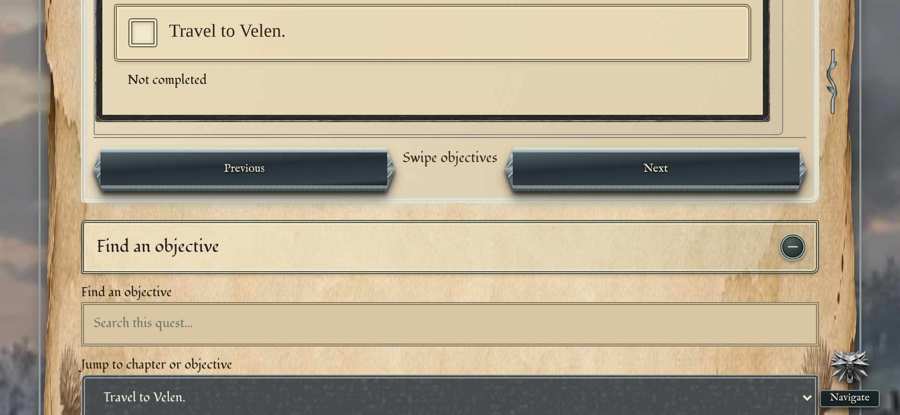 Travel to Velen.
Not completed
Previous
Swipe objectives
Next
Find an objective
Find an objective
Search this quest...
Jump to chapter or objective
Travel to Velen.
Navigate